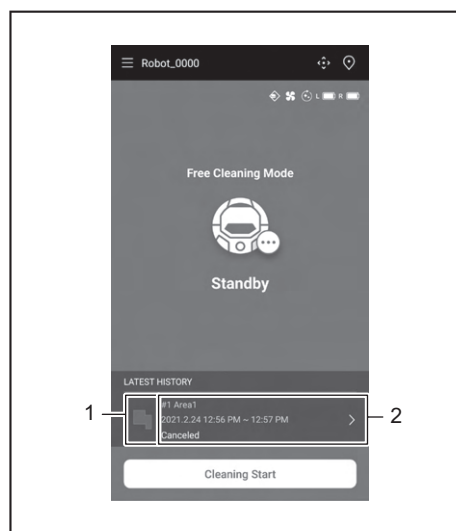 Robot_0000
L R
Free Cleaning Mode
Standby
LATEST HISTORY
#1 Area1
1
2021.2.24 12:56 PM ~ 12:57 PM
2
Canceled
Cleaning Start